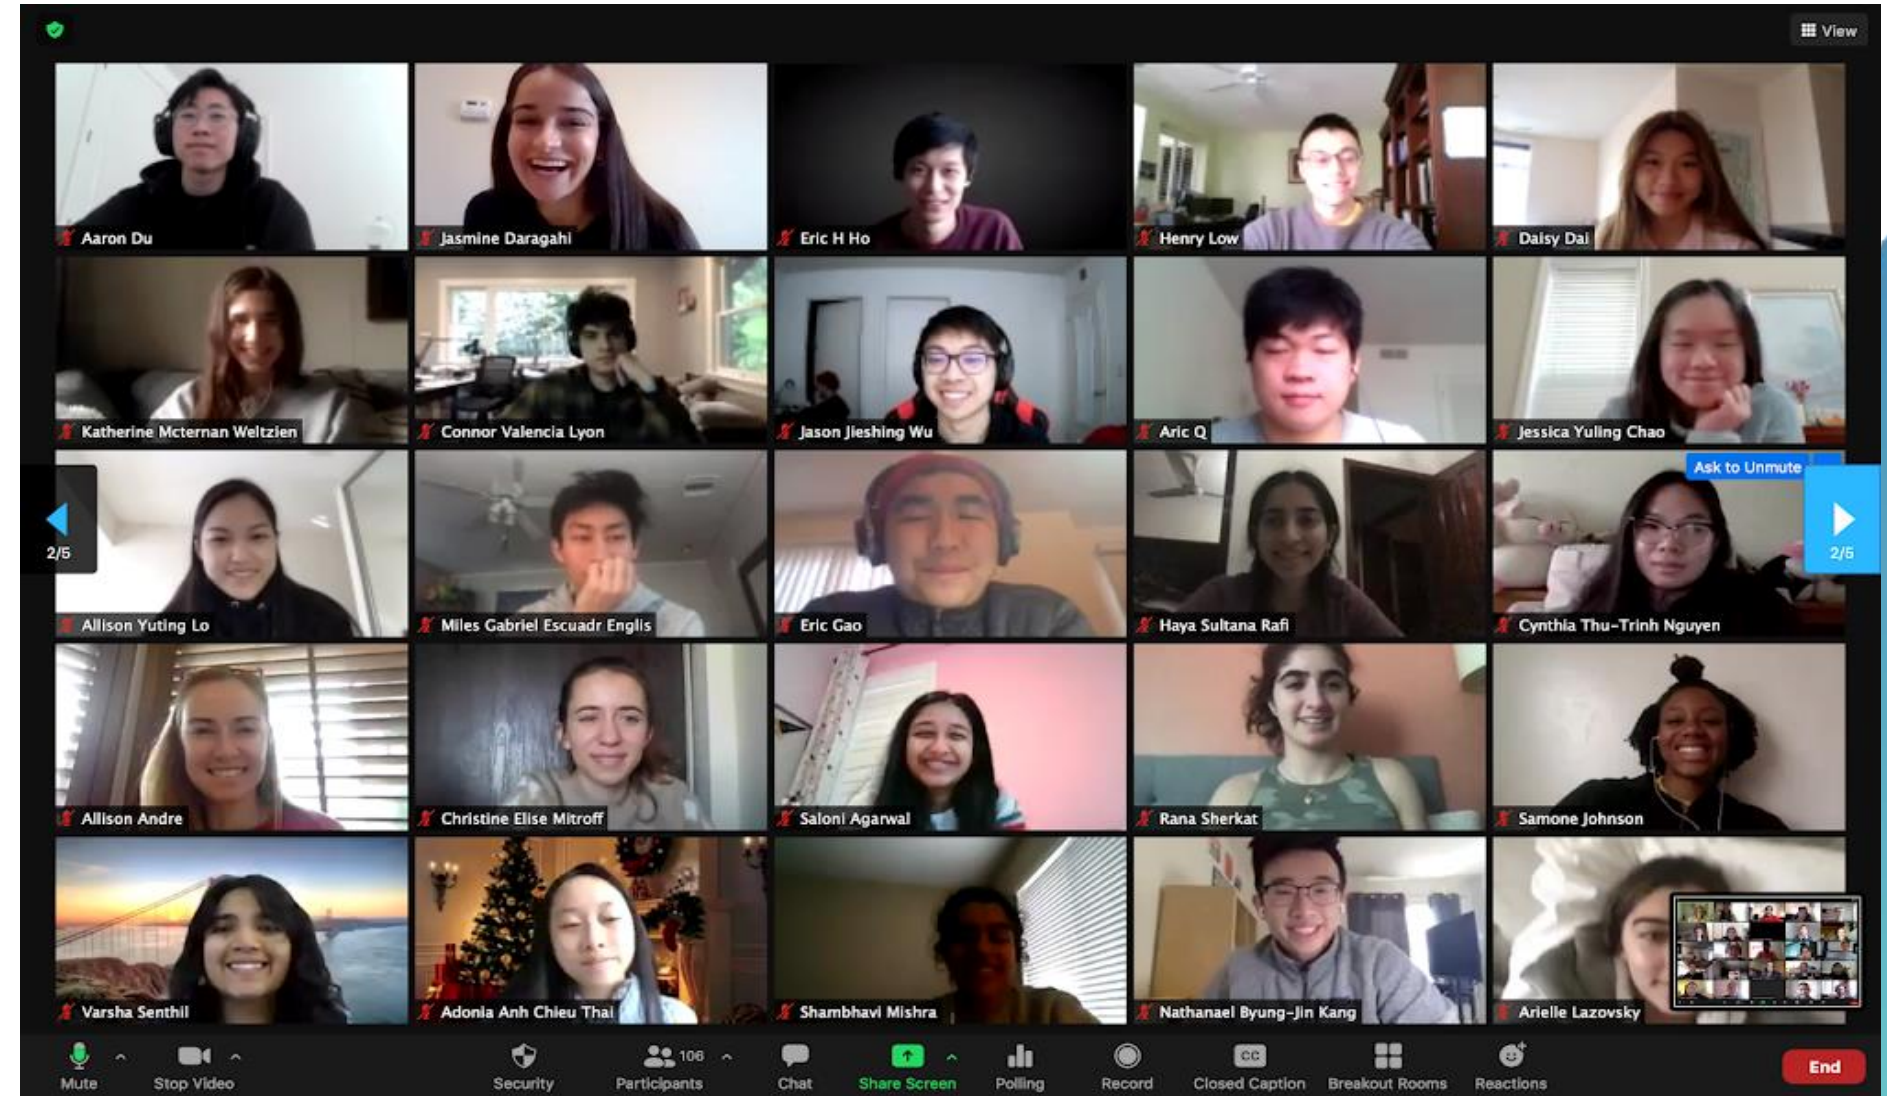 View
Aaron Du
Jasmine Daragahi
Eric H Ho
Henry Low
Daisy Dai
Katherine Mcternan Weltzien
Connor Valencia Lyon
Jason Jieshing Wu
Aric Q
Jessica Yuling Chao
Ask to Unmute
2/5
2/5
Allison Yuting Lo
Miles Gabriel Escuadr Englis
Eric Gao
Haya Sultana Rafi
Cynthia Thu-Trinh Nguyen
Allison Andre
Christine Elise Mitroff
Saloni Agarwal
Rana Sherkat
Samone Johnson
Varsha Senthil
Adonia Anh Chieu Thai
Shambhavi Mishra
Nathanael Byung-Jin Kang
Arielle Lazovsky
106
CC
Mute
Stop Video
Security
Participants
Chat
Share Screen
Polling
Record
Closed Caption
Breakout Rooms
Reactions
End